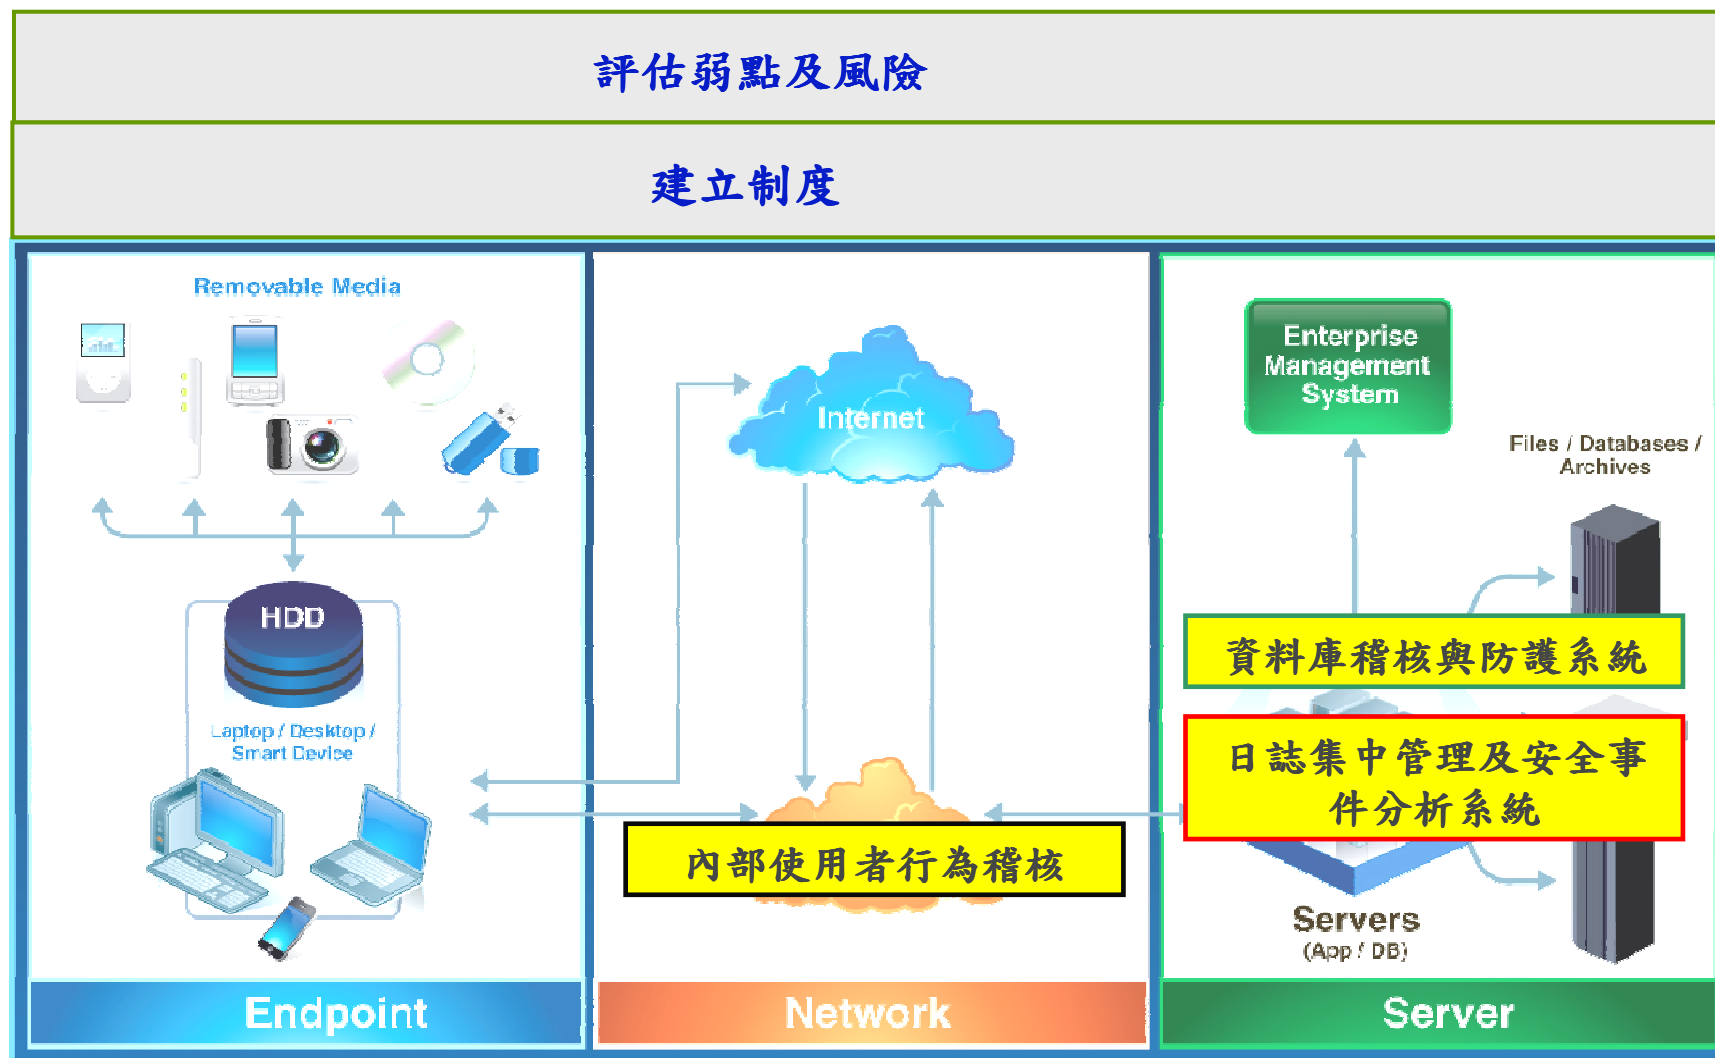 評估弱點及風險
建立制度
Removable Media
HDD
Laptop / Desktop /
Smart Device
Endpoint
Internet
內部使用者行為稽核
Network
Enterprise
Management
System
Files / Databases /
Archives
資料庫稽核與防護系統
日誌集中管理及安全事
件分析系統
Servers
(App / DB)
Server